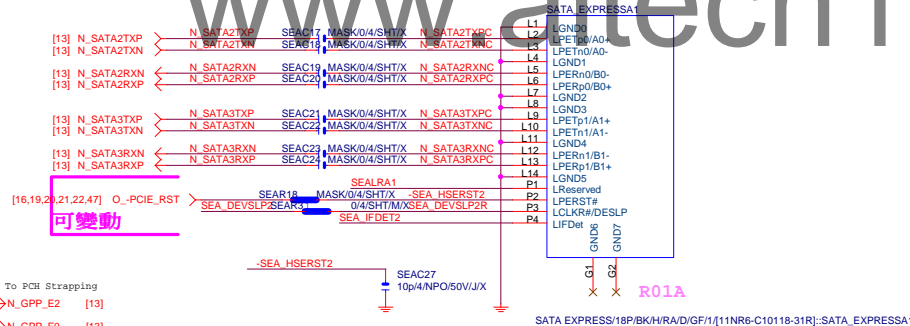 www.aitech1
SATA_EXPRESSA1
[13] N_SATA2TXP N_SATA2TXP SEAC17 MASK/0/4/SHT/X N_SATA2TXPC L1 LGND0
[13] N_SATA2TXN N_SATA2TXN SEAC18 MASK/0/4/SHT/X N_SATA2TXNC L2 LPETp0/A0+
L3 LPETn0/A0-
L4 LGND1
[13] N_SATA2RXN N_SATA2RXN SEAC19 MASK/0/4/SHT/X N_SATA2RXNC L5 LPERn0/B0-
[13] N_SATA2RXP N_SATA2RXP SEAC20 MASK/0/4/SHT/X N_SATA2RXPC L6 LPERp0/B0+
L7 LGND2
L8 LGND3
[13] N_SATA3TXP N_SATA3TXP SEAC21 MASK/0/4/SHT/X N_SATA3TXPC L9 LPETp1/A1+
[13] N_SATA3TXN N_SATA3TXN SEAC22 MASK/0/4/SHT/X N_SATA3TXNC L10 LPETn1/A1-
L11 LGND4
[13] N_SATA3RXN N_SATA3RXN SEAC23 MASK/0/4/SHT/X N_SATA3RXNC L12 LPERn1/B1-
[13] N_SATA3RXP N_SATA3RXP SEAC24 MASK/0/4/SHT/X N_SATA3RXPC L13 LPERp1/B1+
L14 LGND5
SEALRA1 P1 LReserved
[16,19,20,21,22,47] O_-PCIE_RST SEAR18 MASK/0/4/SHT/X -SEA_HSERST2 P2 LPERST#
SEA_DEVSLP2 SEAR31 0/4/SHT/M/X SEA_DEVSLP2R P3 LCLKR#/DESLP
SEA_IFDET2 P4 LIFDet
可變動
GND6 GND7
G1 G2
-SEA_HSERST2
SEAC27
10p/4/NPO/50V/J/X
R01A
To PCH Strapping
N_GPP_E2 [13]
SATA EXPRESS/18P/BK/H/RA/D/GF/1/[11NR6-C10118-31R]::SATA_EXPRESSA1